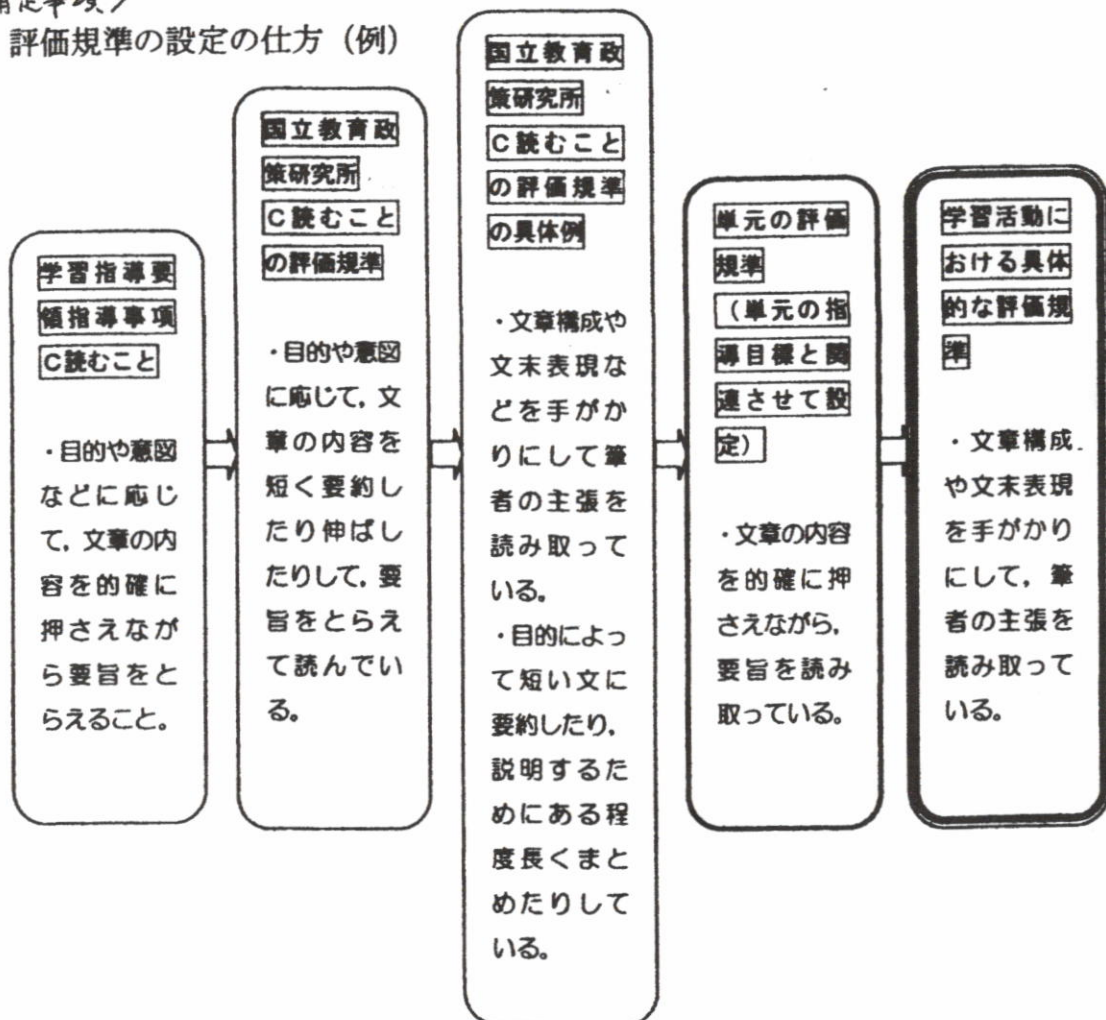 評価規準の設定の仕方（例）
学習指導要
領指導事項
C読むこと
・目的や意図
などに応じ
て，文章の内
容を的確に
押さえなが
ら要旨をと
らえること。
国立教育政
策研究所
C読むこと
の評価規準
・目的や意図
に応じて，文
章の内容を
短く要約し
たり伸ばし
たりして，要
旨をとらえ
て読んでい
る。
国立教育政
策研究所
C読むこと
の評価規準
の具体例
・文章構成や
文末表現な
どを手がか
りにして筆
者の主張を
読み取って
いる。
・目的によっ
て短い文に
要約したり，
説明するた
めにある程
度長くまと
めたりして
いる。
単元の評価
規準
（単元の指
導目標と関
連させて設
定）
・文章の内容
を的確に押
さえながら，
要旨を読み
取っている。
学習活動に
おける具体
的な評価規
準
・文章構成
や文末表現
を手がかり
にして，筆
者の主張を
読み取って
いる。